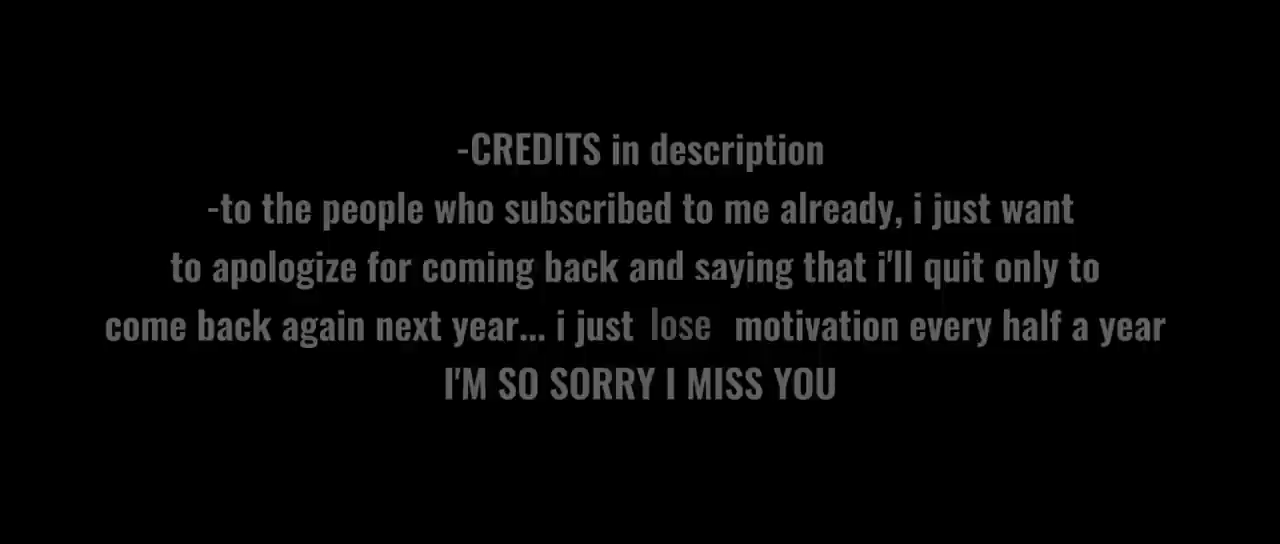 -CREDITS in description
-to the people who subscribed to me already, i just want
to apologize for coming back and saying that i'll quit only to
come back again next year... i just lose motivation every half a year
I'M SO SORRY I MISS YOU